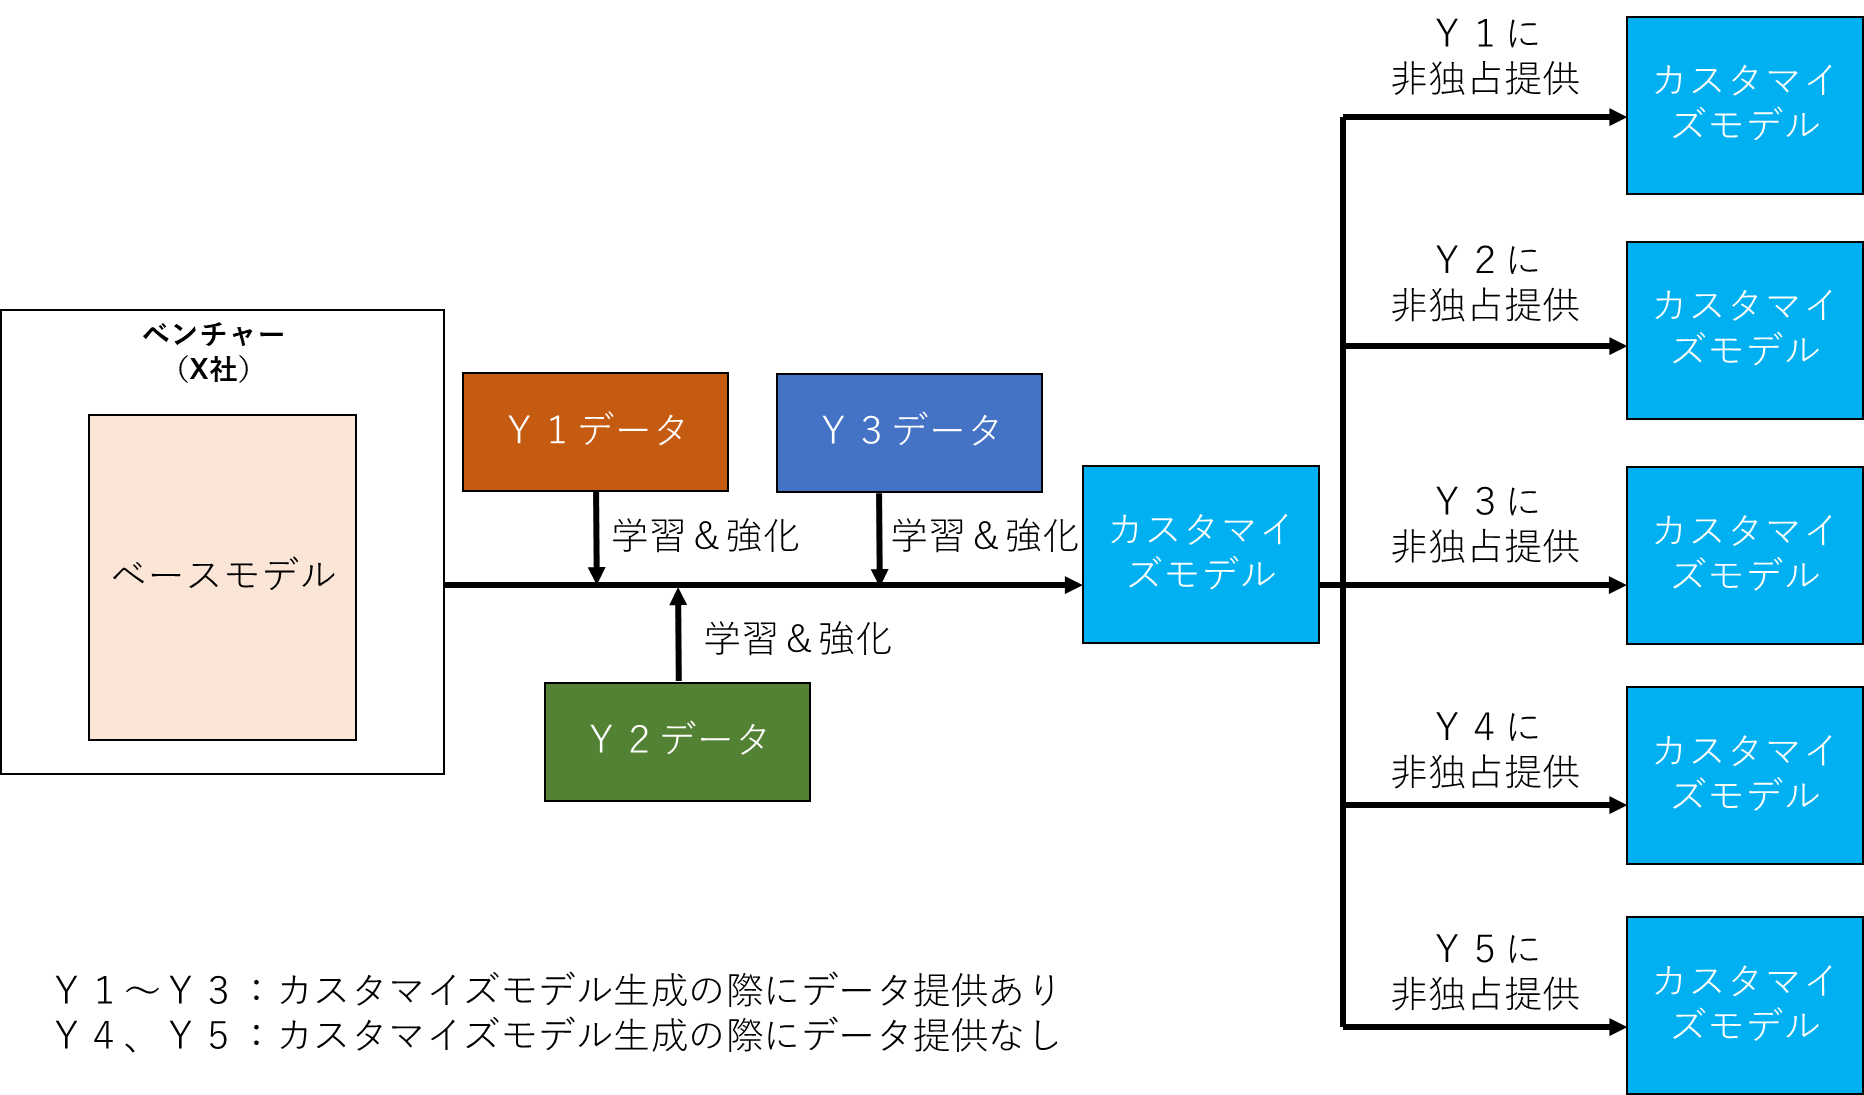 ベンチャー
（X社）
ベースモデル
Ｙ１データ
学習＆強化
Ｙ３データ
学習＆強化
学習＆強化
Ｙ２データ
カスタマイ
ズモデル
Ｙ１に
非独占提供
カスタマイ
ズモデル
Ｙ２に
非独占提供
カスタマイ
ズモデル
Ｙ３に
非独占提供
カスタマイ
ズモデル
Ｙ４に
非独占提供
カスタマイ
ズモデル
Ｙ５に
非独占提供
カスタマイ
ズモデル
Ｙ１～Ｙ３：カスタマイズモデル生成の際にデータ提供あり
Ｙ４、Ｙ５：カスタマイズモデル生成の際にデータ提供なし